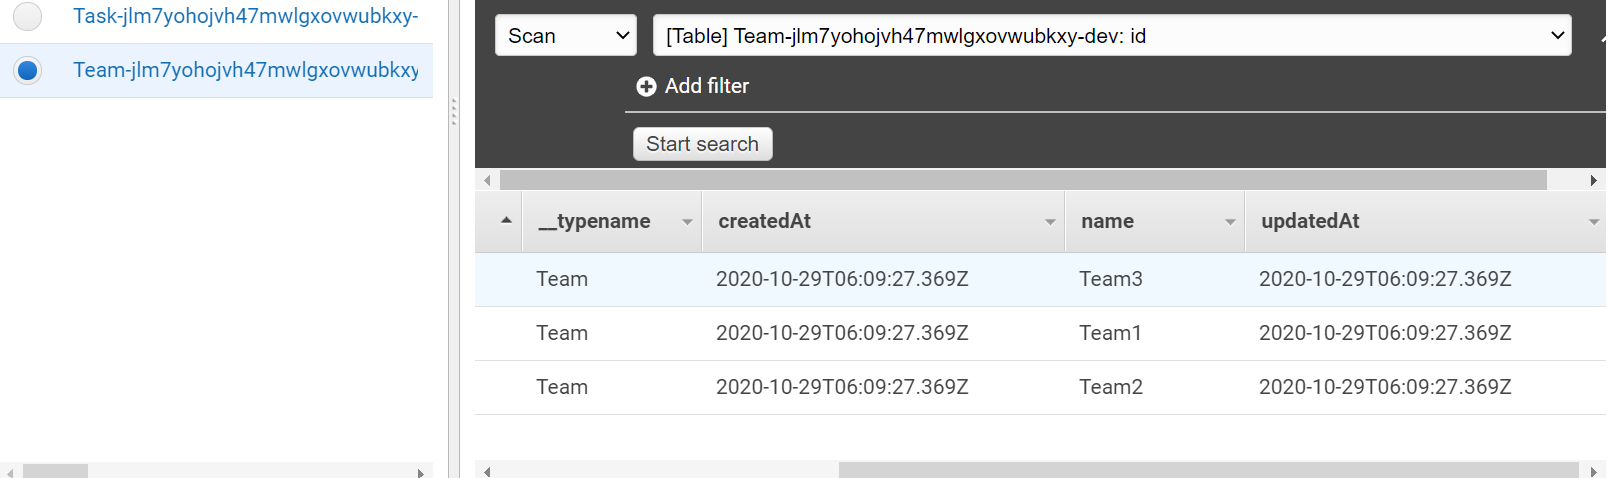 Task-jlm7yohojvh47mwlgxovwubkxy-
Team-jlm7yohojvh47mwlgxovwubkxy
Scan
[Table] Team-jlm7yohojvh47mwlgxovwubkxy-dev: id
Add filter
Start search
__typename createdAt name updatedAt
Team 2020-10-29T06:09:27.369Z Team3 2020-10-29T06:09:27.369Z
Team 2020-10-29T06:09:27.369Z Team1 2020-10-29T06:09:27.369Z
Team 2020-10-29T06:09:27.369Z Team2 2020-10-29T06:09:27.369Z